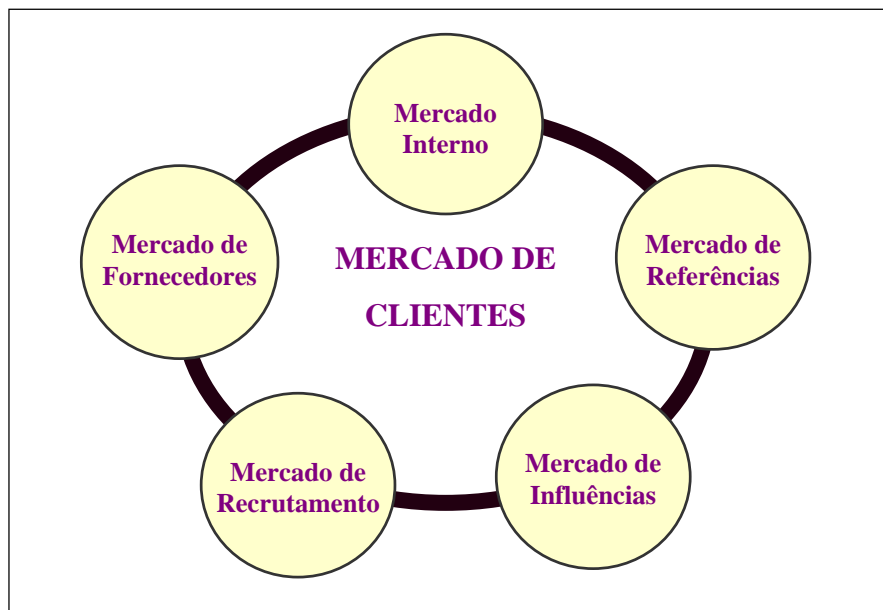 Mercado
Interno
Mercado de
Fornecedores
MERCADO DE
CLIENTES
Mercado de
Referências
Mercado de
Recrutamento
Mercado de
Influências